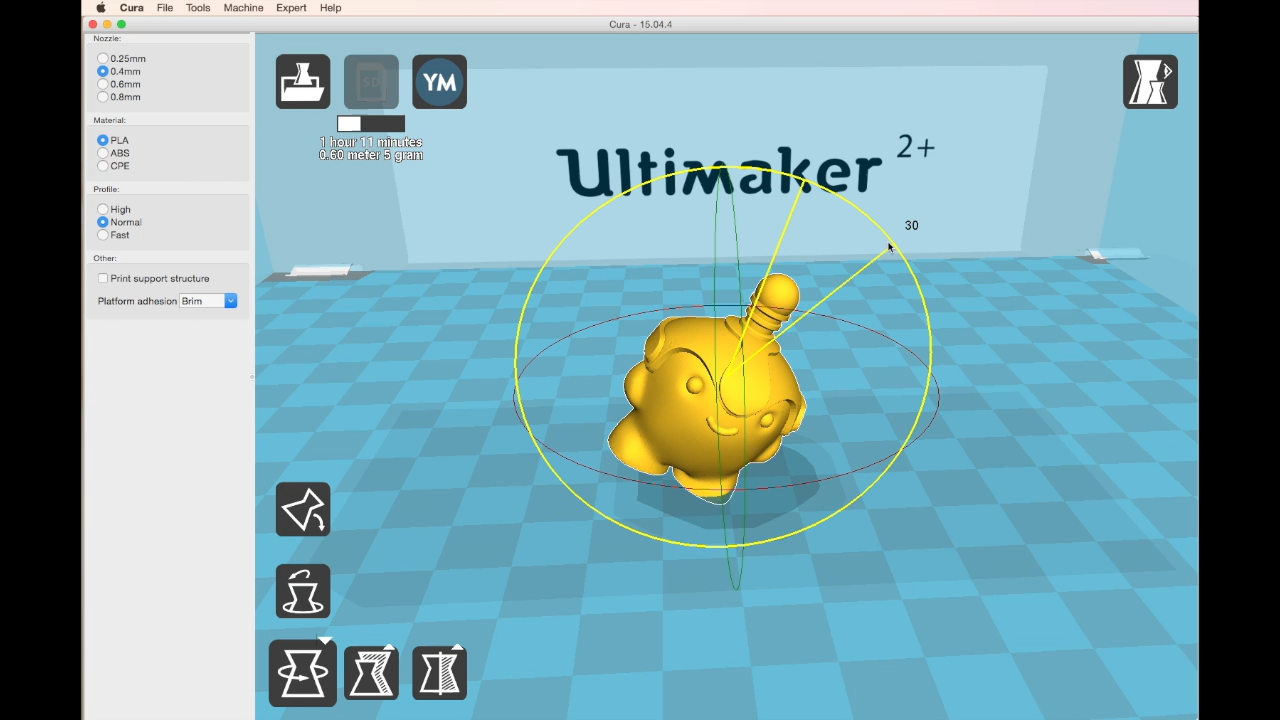 Cura File Tools Machine Expert Help
Cura - 15.04.4
Nozzle:
0.25mm
0.4mm
0.6mm
0.8mm
Material:
PLA
ABS
CPE
Profile:
High
Normal
Fast
Other:
Print support structure
Platform adhesion Brim
SD
YM
1 hour 11 minutes
0.60 meter 5 gram
Ultimaker 2+
30